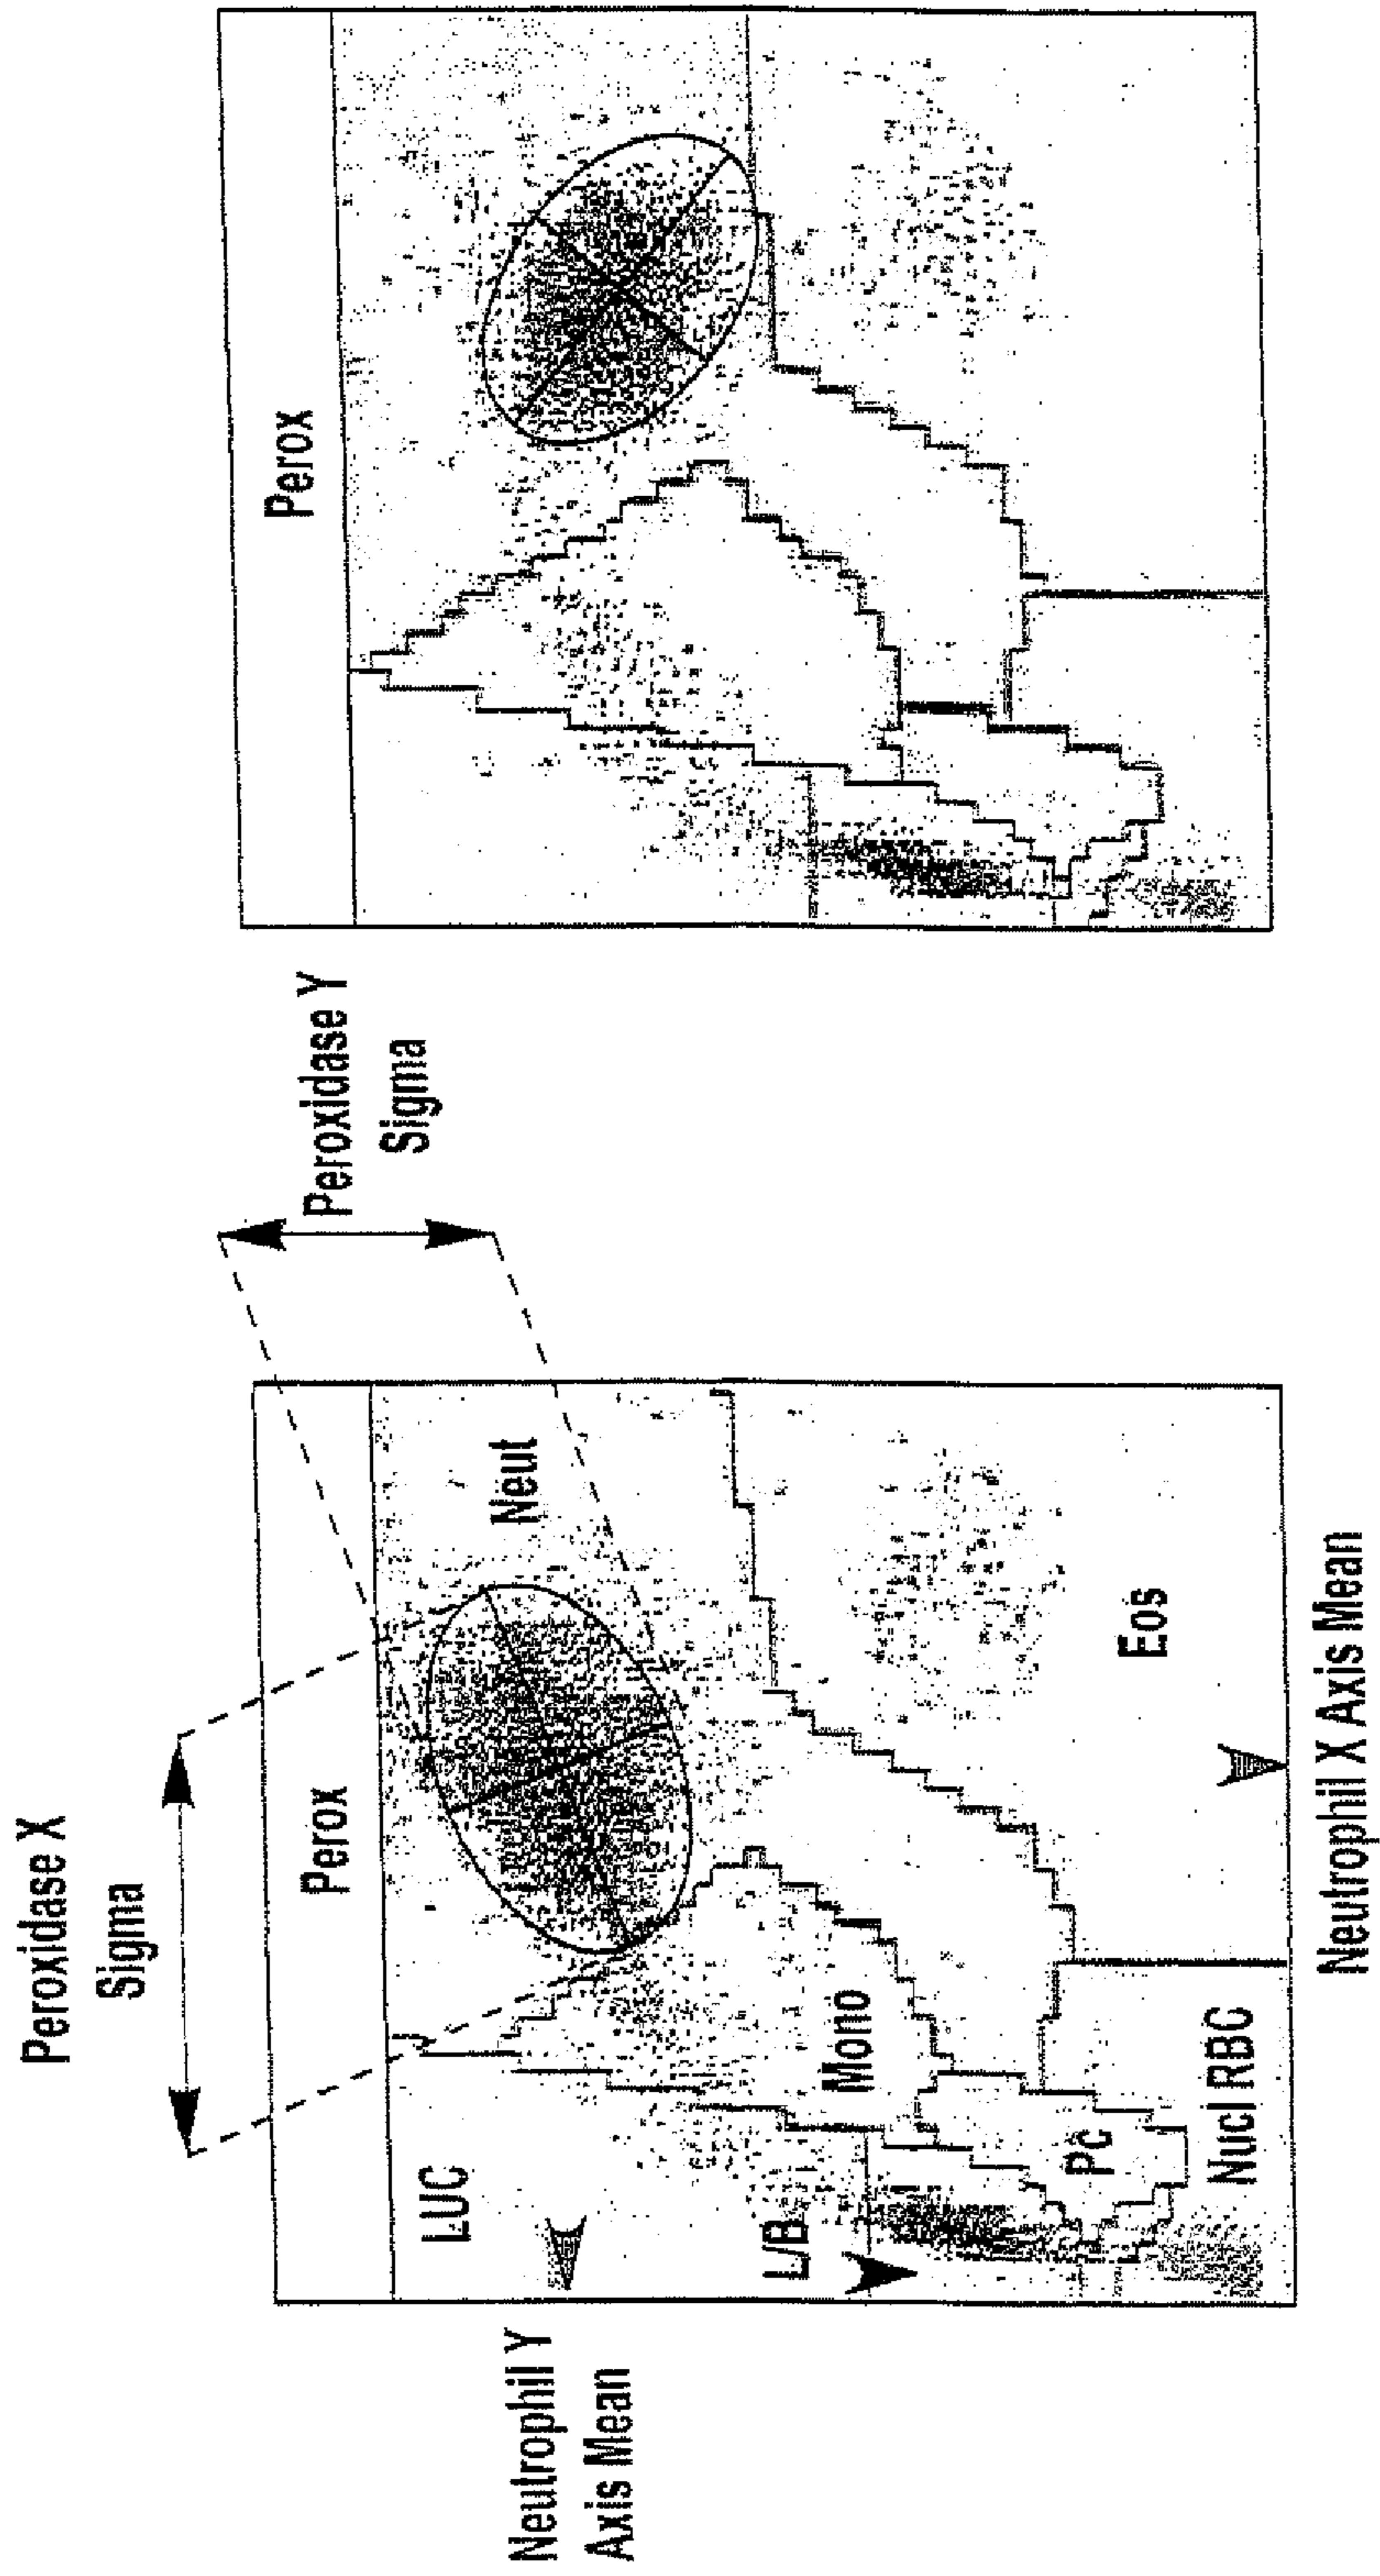 Peroxidase X
Sigma
Peroxidase Y
Sigma
Perox
Neut
LUC
Neutrophil Y
Axis Mean
Mono
L/B
Pc
Eos
Nucl RBC
Neutrophil X Axis Mean
Perox